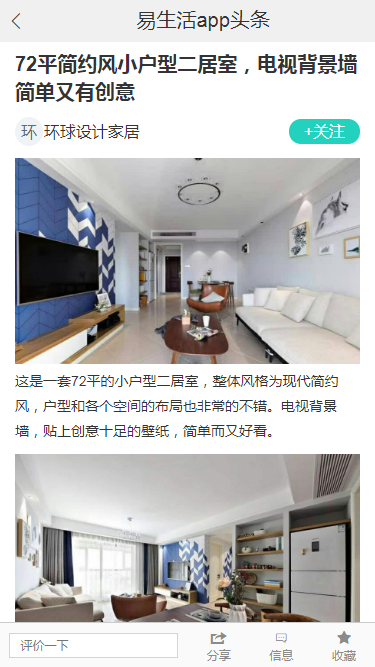 易生活app头条
72平简约风小户型二居室，电视背景墙
简单又有创意
环 环球设计家居 +关注
这是一套72平的小户型二居室，整体风格为现代简约
风，户型和各个空间的布局也非常的不错。电视背景
墙，贴上创意十足的壁纸，简单而又好看。
评价一下 分享 信息 收藏